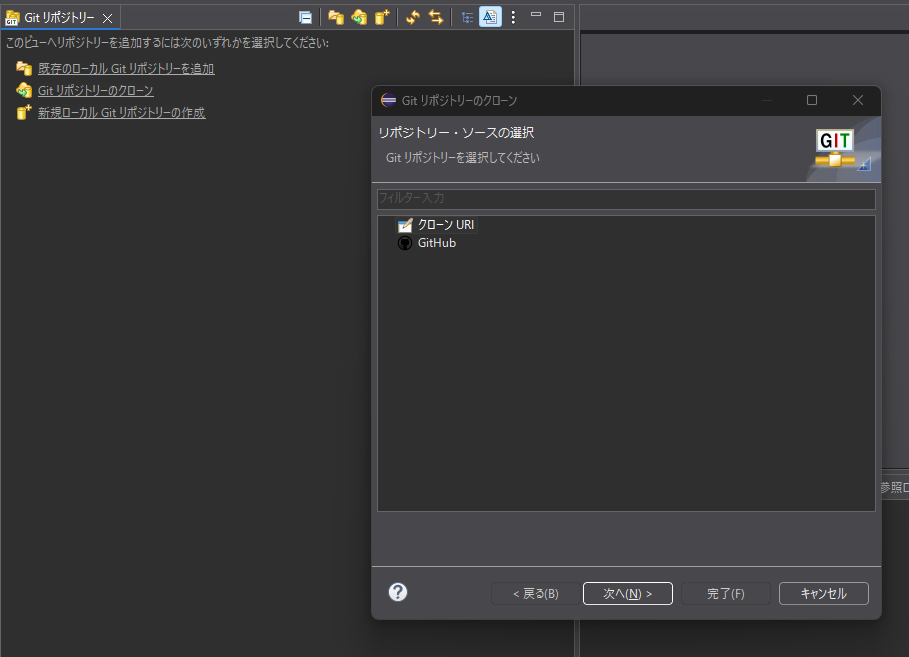 Git リポジトリー
このビューへリポジトリーを追加するには次のいずれかを選択してください:
既存のローカル Git リポジトリーを追加
Git リポジトリーのクローン
新規ローカル Git リポジトリーの作成
Git リポジトリーのクローン
リポジトリー・ソースの選択
Git リポジトリーを選択してください
GIT
フィルター入力
クローン URI
GitHub
参照ロ
< 戻る(B)
次へ(N) >
完了(F)
キャンセル